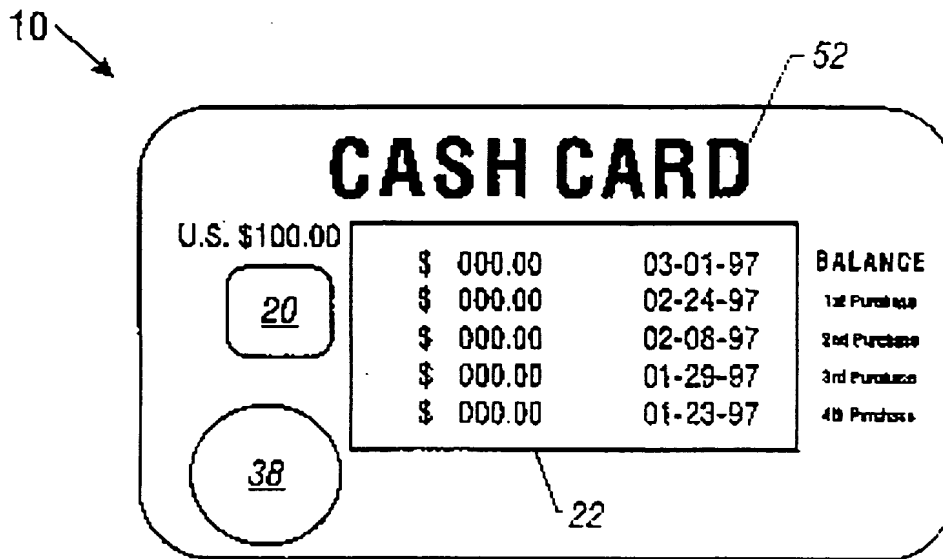 10
52
CASH CARD
U.S. $100.00
$ 000.00 03-01-97 BALANCE
20 $ 000.00 02-24-97 1st Purchase
$ 000.00 02-08-97 2nd Purchase
$ 000.00 01-29-97 3rd Purchase
$ 000.00 01-23-97 4th Purchase
38
22